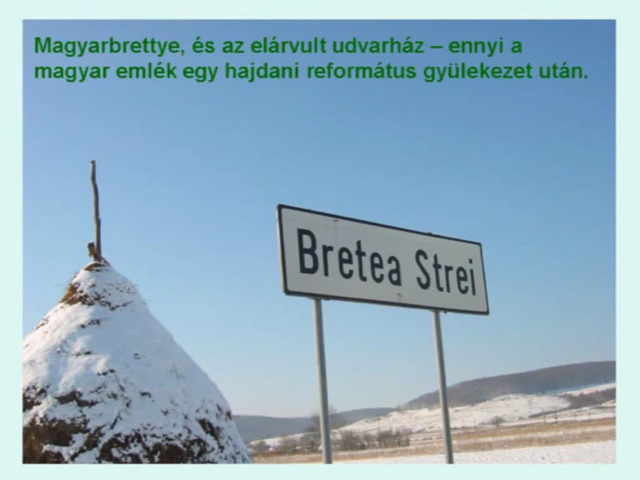 Magyarbrettye, és az elárvult udvarház – ennyi a
magyar emlék egy hajdani református gyülekezet után.
Bretea Strei